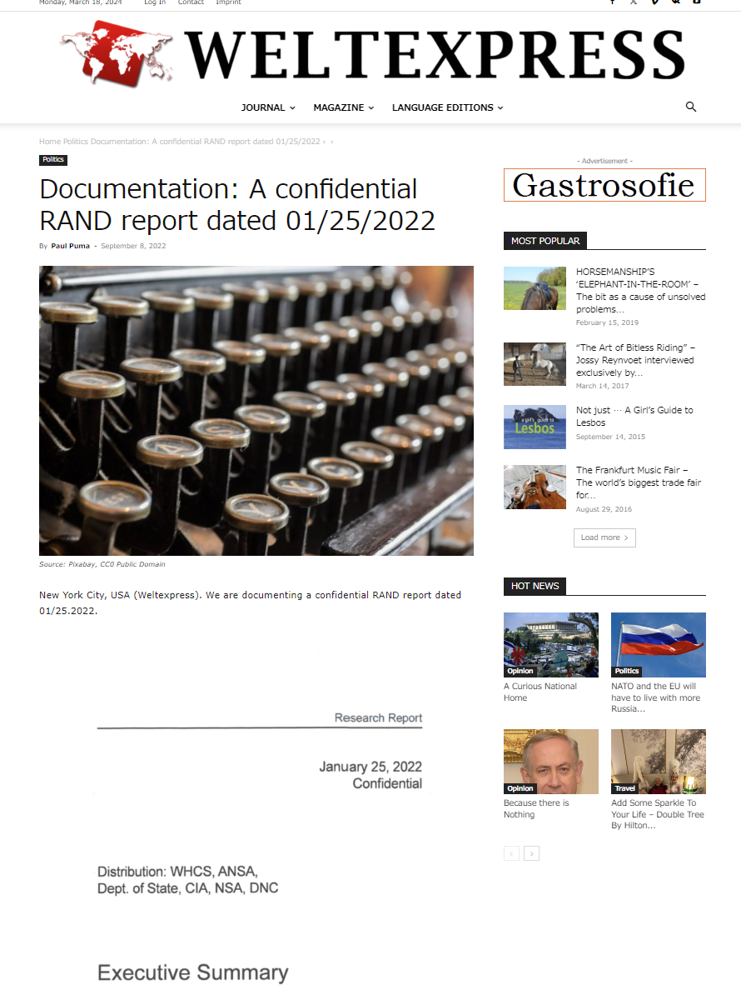 Monday, March 18, 2024 Log In Contact Imprint
WELTEXPRESS
JOURNAL MAGAZINE LANGUAGE EDITIONS
Home Politics Documentation: A confidential RAND report dated 01/25/2022 › ›
Politics
Documentation: A confidential
RAND report dated 01/25/2022
By Paul Puma - September 8, 2022
Source: Pixabay, CC0 Public Domain
New York City, USA (Weltexpress). We are documenting a confidential RAND report dated
01/25.2022.
Research Report
January 25, 2022
Confidential
Distribution: WHCS, ANSA,
Dept. of State, CIA, NSA, DNC
Executive Summary
- Advertisement -
Gastrosofie
MOST POPULAR
HORSEMANSHIP'S
‘ELEPHANT-IN-THE-ROOM’ –
The bit as a cause of unsolved
problems...
February 15, 2019
“The Art of Bitless Riding” –
Jossy Reynvoet interviewed
exclusively by...
March 14, 2017
a girl's guide to
Lesbos
Not just ··· A Girl’s Guide to
Lesbos
September 14, 2015
The Frankfurt Music Fair –
The world’s biggest trade fair
for...
August 29, 2016
Load more ›
HOT NEWS
Opinion
A Curious National
Home
Politics
NATO and the EU will
have to live with more
Russia...
Opinion
Because there is
Nothing
Travel
Add Some Sparkle To
Your Life – Double Tree
By Hilton...